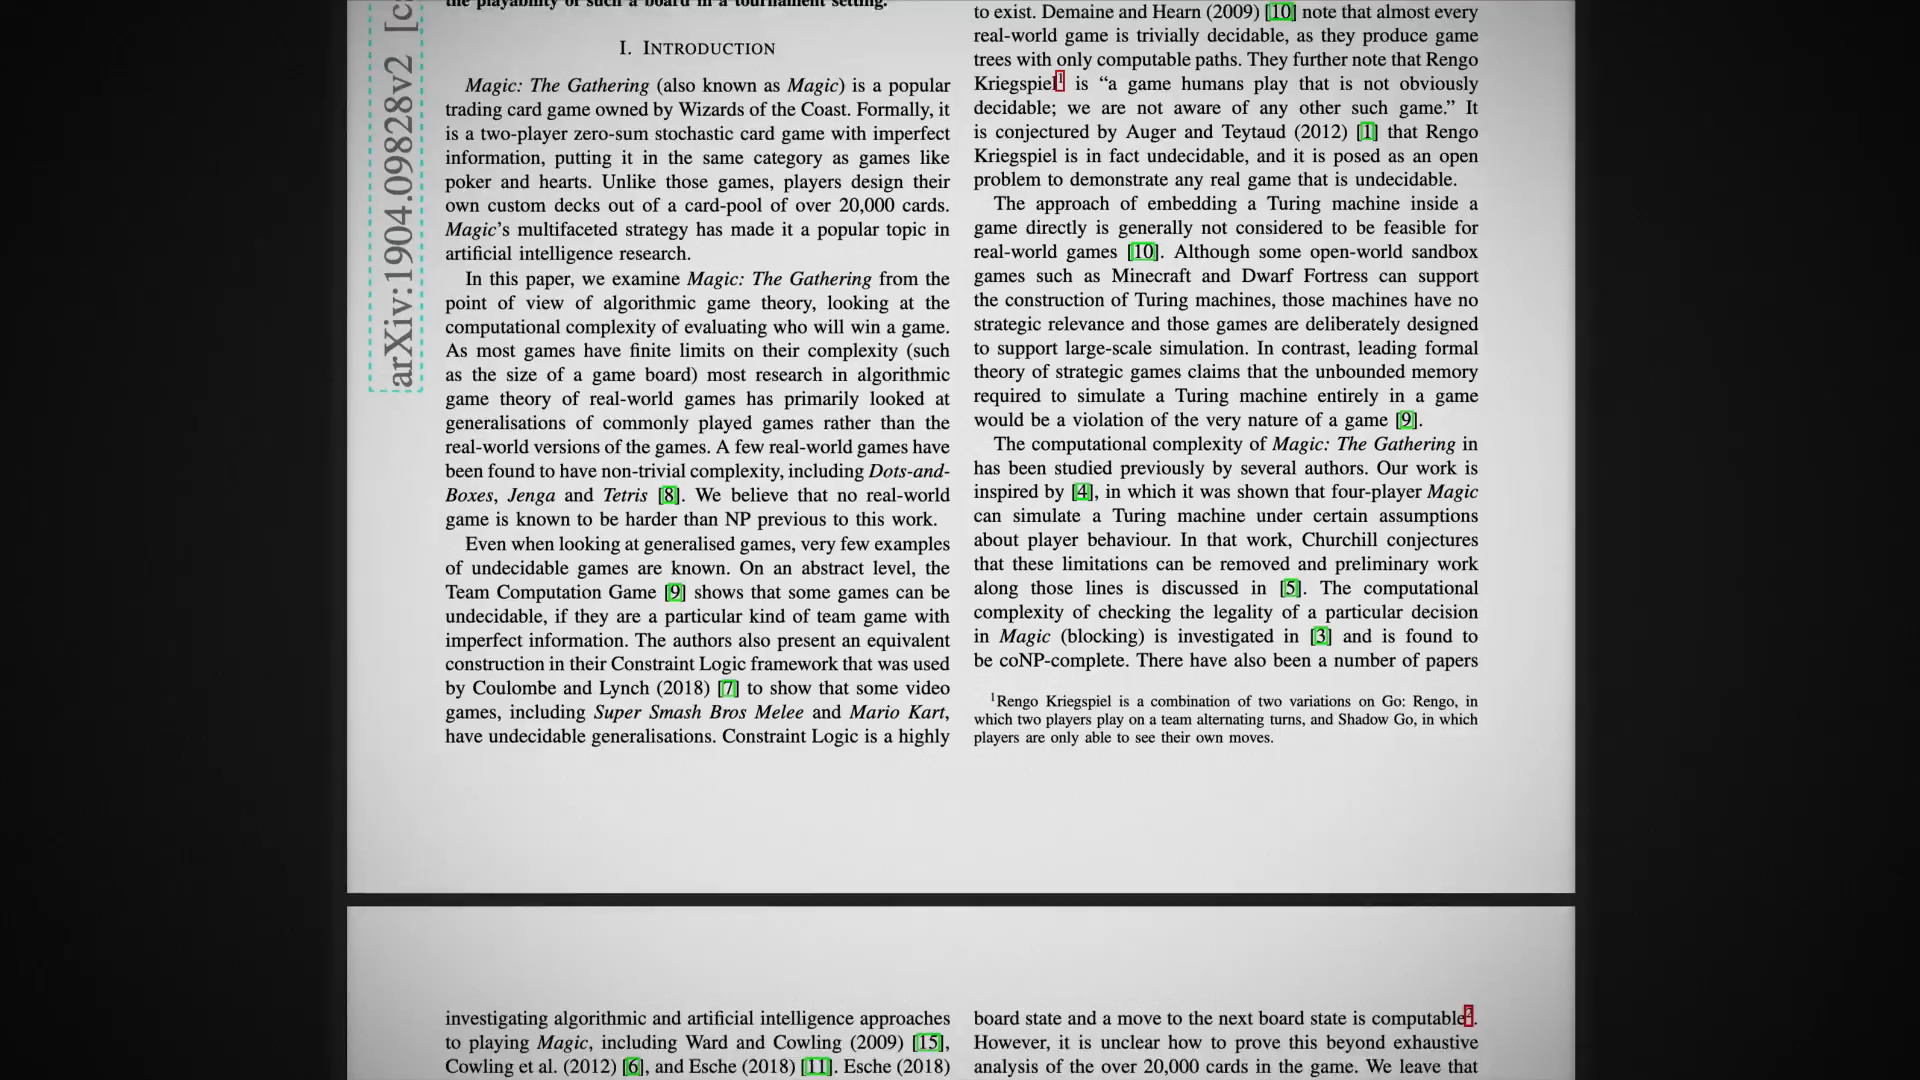 arXiv:1904.09828v2 [c
the playability of such a board in a tournament setting.
I. INTRODUCTION
Magic: The Gathering (also known as Magic) is a popular
trading card game owned by Wizards of the Coast. Formally, it
is a two-player zero-sum stochastic card game with imperfect
information, putting it in the same category as games like
poker and hearts. Unlike those games, players design their
own custom decks out of a card-pool of over 20,000 cards.
Magic's multifaceted strategy has made it a popular topic in
artificial intelligence research.
In this paper, we examine Magic: The Gathering from the
point of view of algorithmic game theory, looking at the
computational complexity of evaluating who will win a game.
As most games have finite limits on their complexity (such
as the size of a game board) most research in algorithmic
game theory of real-world games has primarily looked at
generalisations of commonly played games rather than the
real-world versions of the games. A few real-world games have
been found to have non-trivial complexity, including Dots-and-
Boxes, Jenga and Tetris [8]. We believe that no real-world
game is known to be harder than NP previous to this work.
Even when looking at generalised games, very few examples
of undecidable games are known. On an abstract level, the
Team Computation Game [9] shows that some games can be
undecidable, if they are a particular kind of team game with
imperfect information. The authors also present an equivalent
construction in their Constraint Logic framework that was used
by Coulombe and Lynch (2018) [7] to show that some video
games, including Super Smash Bros Melee and Mario Kart,
have undecidable generalisations. Constraint Logic is a highly
to exist. Demaine and Hearn (2009) [10] note that almost every
real-world game is trivially decidable, as they produce game
trees with only computable paths. They further note that Rengo
Kriegspiel1 is “a game humans play that is not obviously
decidable; we are not aware of any other such game.” It
is conjectured by Auger and Teytaud (2012) [1] that Rengo
Kriegspiel is in fact undecidable, and it is posed as an open
problem to demonstrate any real game that is undecidable.
The approach of embedding a Turing machine inside a
game directly is generally not considered to be feasible for
real-world games [10]. Although some open-world sandbox
games such as Minecraft and Dwarf Fortress can support
the construction of Turing machines, those machines have no
strategic relevance and those games are deliberately designed
to support large-scale simulation. In contrast, leading formal
theory of strategic games claims that the unbounded memory
required to simulate a Turing machine entirely in a game
would be a violation of the very nature of a game [9].
The computational complexity of Magic: The Gathering in
has been studied previously by several authors. Our work is
inspired by [4], in which it was shown that four-player Magic
can simulate a Turing machine under certain assumptions
about player behaviour. In that work, Churchill conjectures
that these limitations can be removed and preliminary work
along those lines is discussed in [5]. The computational
complexity of checking the legality of a particular decision
in Magic (blocking) is investigated in [3] and is found to
be coNP-complete. There have also been a number of papers
1Rengo Kriegspiel is a combination of two variations on Go: Rengo, in
which two players play on a team alternating turns, and Shadow Go, in which
players are only able to see their own moves.
investigating algorithmic and artificial intelligence approaches
to playing Magic, including Ward and Cowling (2009) [15],
Cowling et al. (2012) [6], and Esche (2018) [11]. Esche (2018)
board state and a move to the next board state is computable2.
However, it is unclear how to prove this beyond exhaustive
analysis of the over 20,000 cards in the game. We leave that